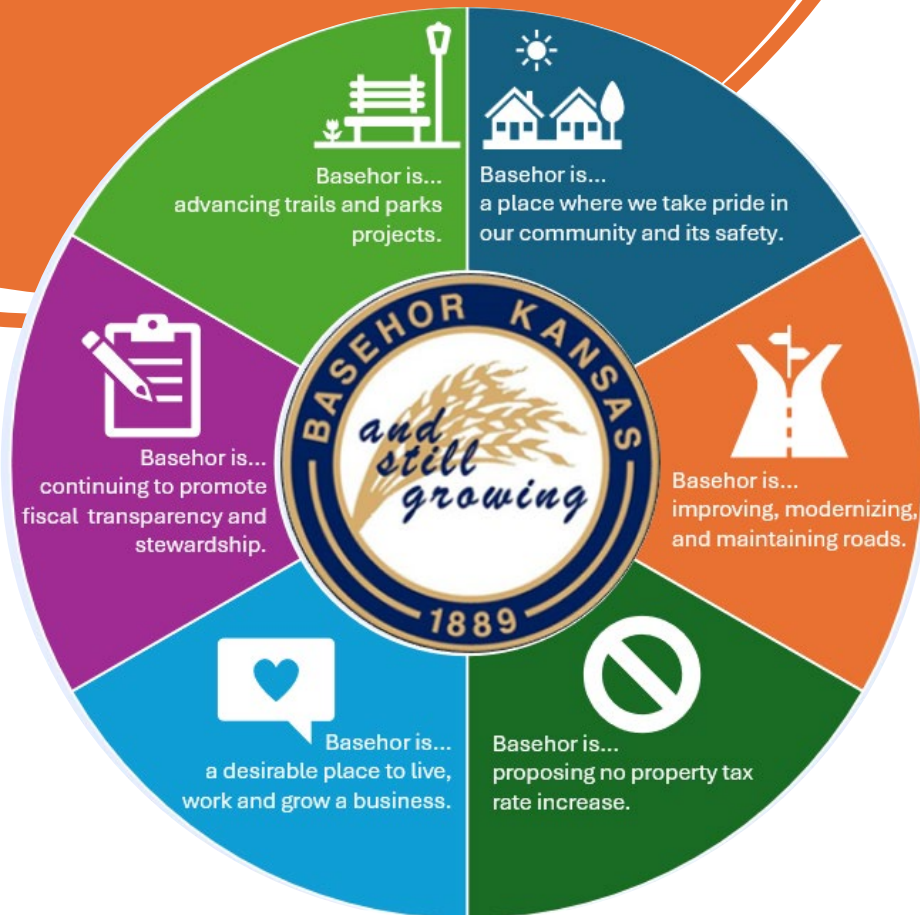 Basehor is...
advancing trails and parks
projects.
Basehor is...
a place where we take pride in
our community and its safety.
Basehor is...
continuing to promote
fiscal transparency and
stewardship.
BASEHOR KANSAS
and
still
growing
1889
Basehor is...
improving, modernizing,
and maintaining roads.
Basehor is...
a desirable place to live,
work and grow a business.
Basehor is...
proposing no property tax
rate increase.